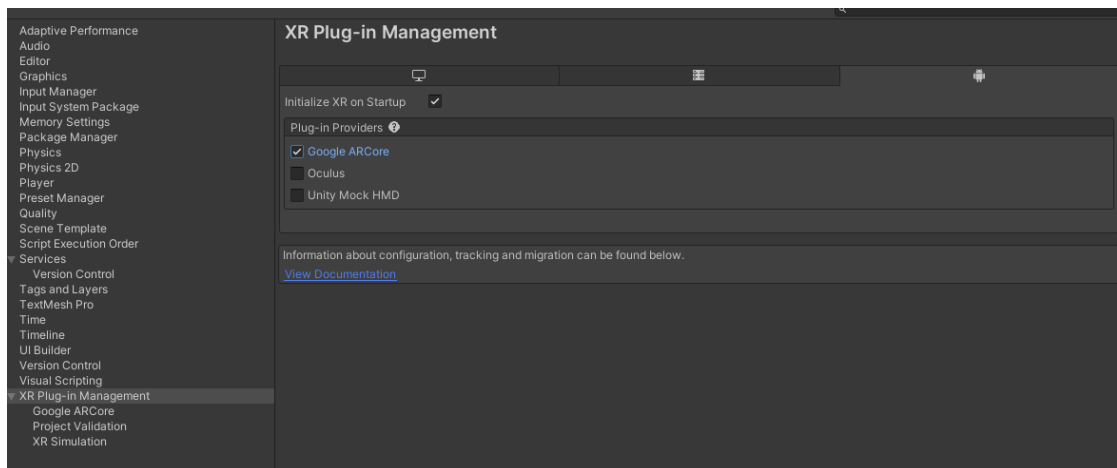 Adaptive Performance
Audio
Editor
Graphics
Input Manager
Input System Package
Memory Settings
Package Manager
Physics
Physics 2D
Player
Preset Manager
Quality
Scene Template
Script Execution Order
Services
Version Control
Tags and Layers
TextMesh Pro
Time
Timeline
UI Builder
Version Control
Visual Scripting
XR Plug-in Management
Google ARCore
Project Validation
XR Simulation
XR Plug-in Management
Initialize XR on Startup
Plug-in Providers
Google ARCore
Oculus
Unity Mock HMD
Information about configuration, tracking and migration can be found below.
View Documentation